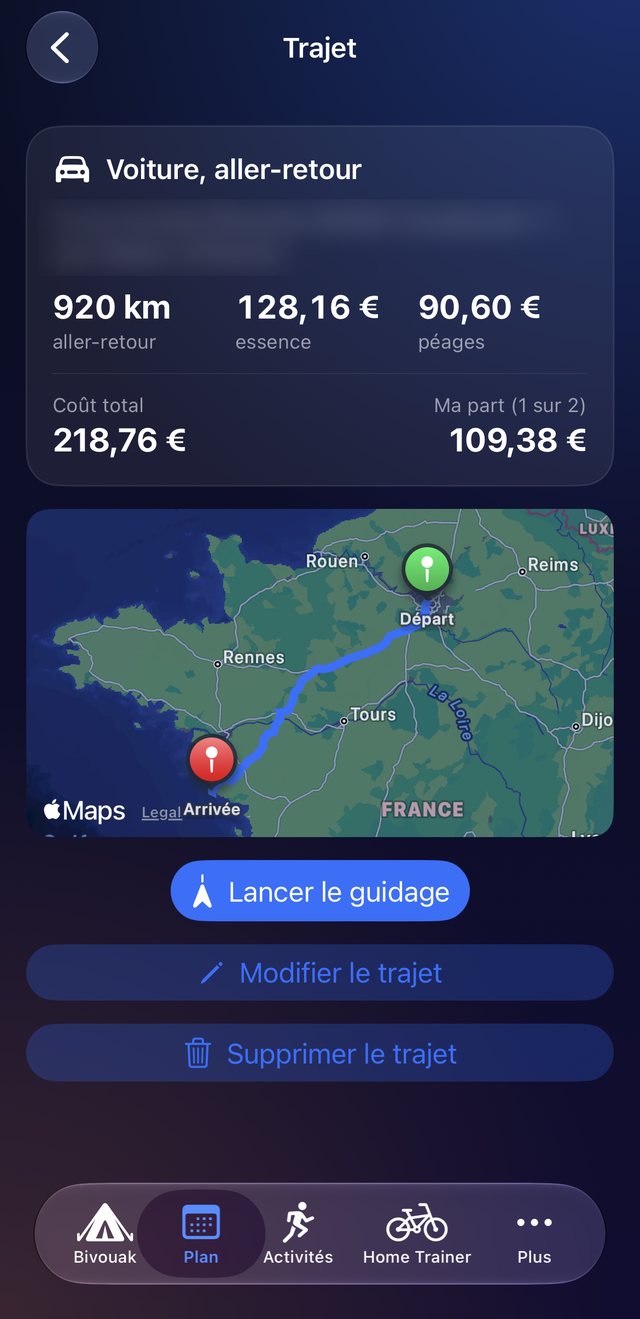 Trajet
Voiture, aller-retour
920 km 128,16 € 90,60 €
aller-retour essence péages
Coût total Ma part (1 sur 2)
218,76 € 109,38 €
Rouen
Reims
Départ
Rennes
Tours
La Loire
Maps Legal Arrivée
FRANCE
Lancer le guidage
Modifier le trajet
Supprimer le trajet
Bivouak Plan Activités Home Trainer Plus